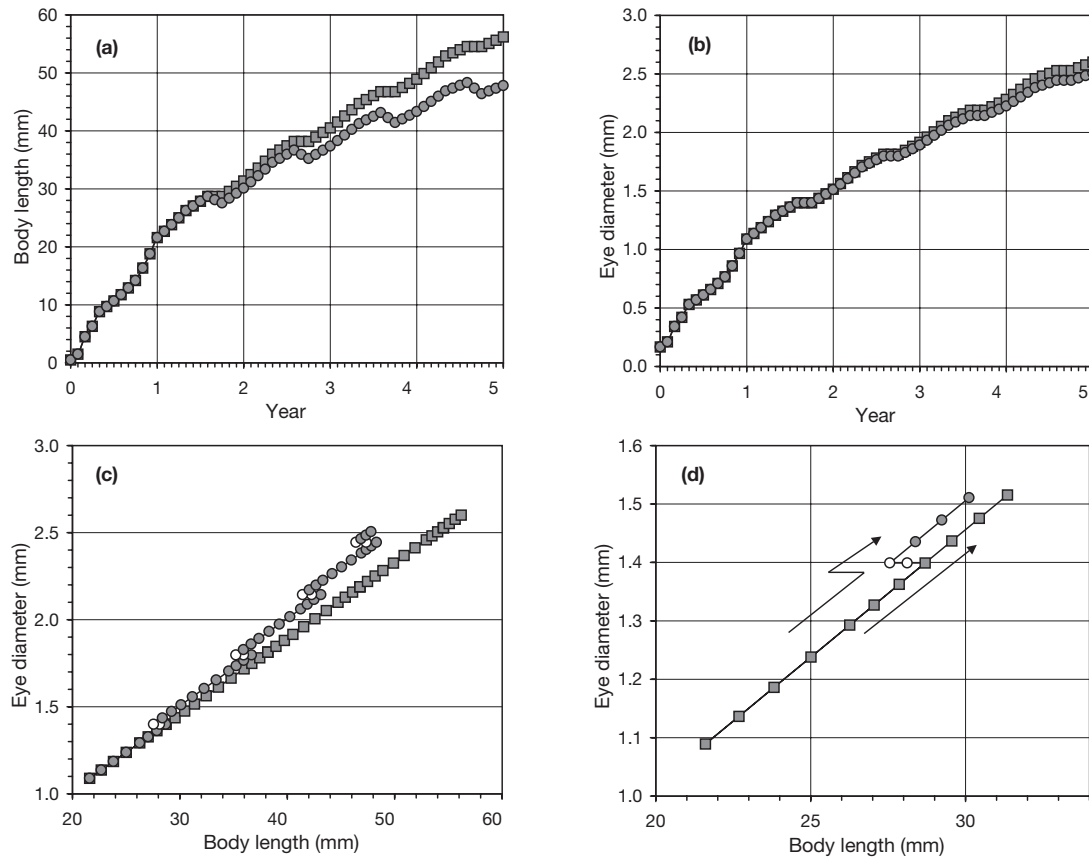 (a)
Body length (mm)
60
50
40
30
20
10
0
0 1 2 3 4 5
Year
(b)
Eye diameter (mm)
3.0
2.5
2.0
1.5
1.0
0.5
0.0
0 1 2 3 4 5
Year
(c)
Eye diameter (mm)
3.0
2.5
2.0
1.5
1.0
20 30 40 50 60
Body length (mm)
(d)
Eye diameter (mm)
1.6
1.5
1.4
1.3
1.2
1.1
1.0
20 25 30
Body length (mm)